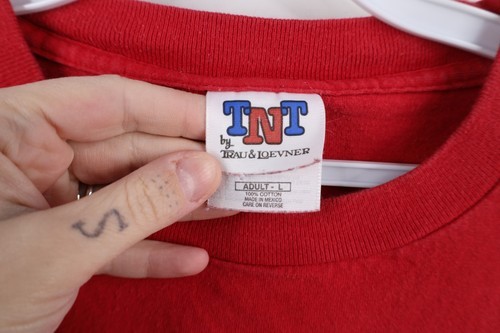 TNT
by
TRAU & LOEVNER
ADULT - L
100% COTTON
MADE IN MEXICO
CARE ON REVERSE